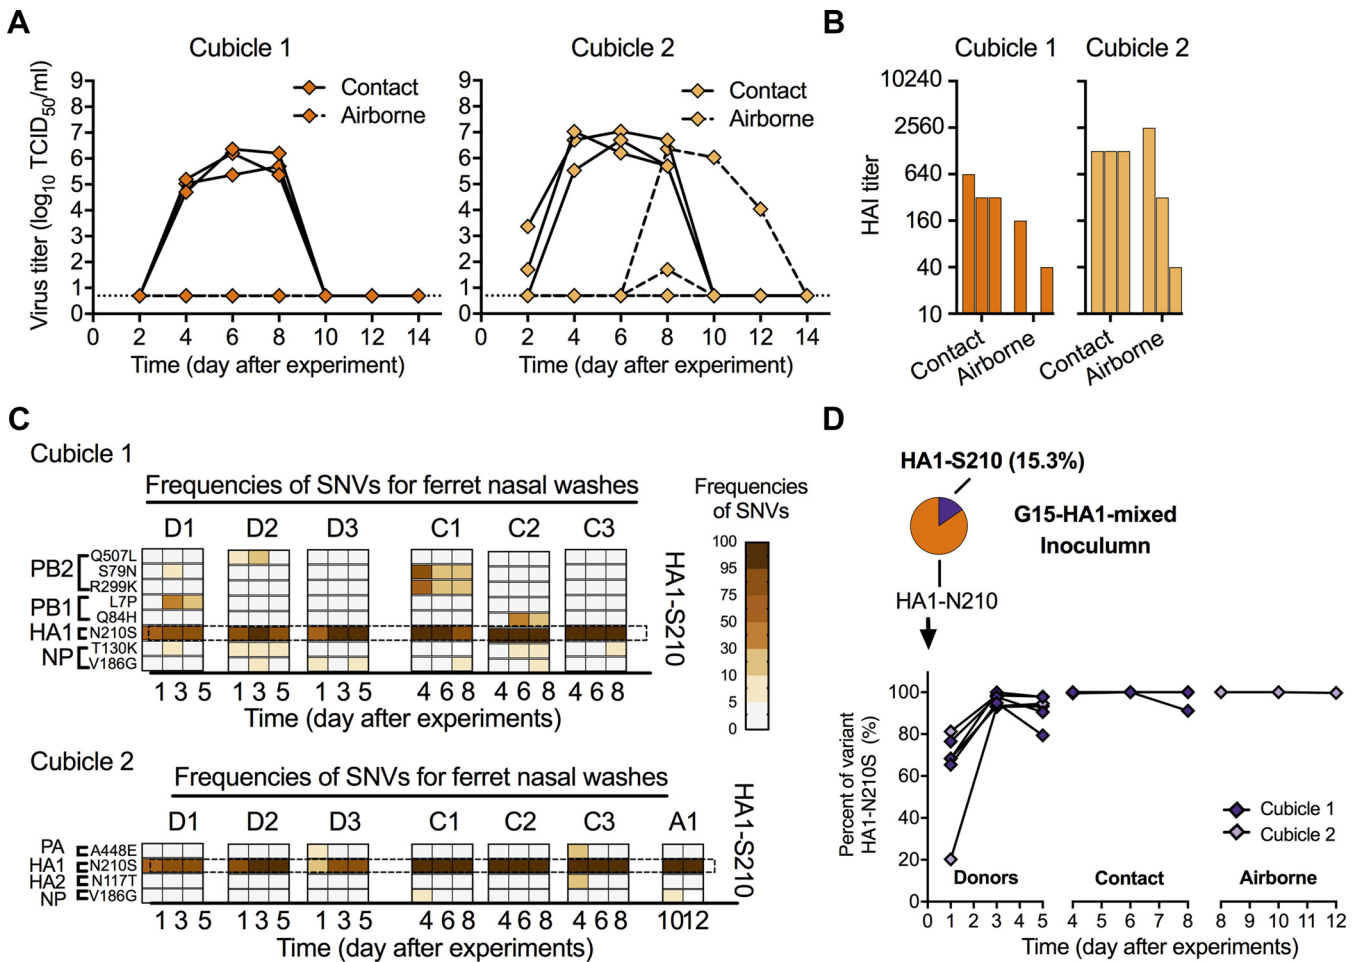 A
Cubicle 1
Virus titer (log10 TCID50/ml)
9
8
7
6
5
4
3
2
1
0
0 2 4 6 8 10 12 14
Time (day after experiment)
Contact
Airborne
Cubicle 2
9
8
7
6
5
4
3
2
1
0
0 2 4 6 8 10 12 14
Time (day after experiment)
Contact
Airborne
B
Cubicle 1 Cubicle 2
HAI titer
10240
2560
640
160
40
10
Contact
Airborne
Contact
Airborne
C
Cubicle 1
Frequencies of SNVs for ferret nasal washes
D1 D2 D3 C1 C2 C3
PB2
Q507L
S79N
R299K
PB1
L7P
Q84H
HA1
N210S
NP
T130K
V186G
HA1-S210
1 3 5 1 3 5 1 3 5 4 6 8 4 6 8 4 6 8
Time (day after experiments)
Frequencies
of SNVs
100
95
75
50
30
10
5
0
Cubicle 2
Frequencies of SNVs for ferret nasal washes
D1 D2 D3 C1 C2 C3 A1
PA A448E
HA1 N210S
HA2 N117T
NP V186G
HA1-S210
1 3 5 1 3 5 1 3 5 4 6 8 4 6 8 4 6 8 1012
Time (day after experiments)
D
HA1-S210 (15.3%)
G15-HA1-mixed
Inoculumn
HA1-N210
Percent of variant
HA1-N210S (%)
100
80
60
40
20
0
Cubicle 1
Cubicle 2
Donors Contact Airborne
0 1 2 3 4 5 4 5 6 7 8 8 9 10 11 12
Time (day after experiments)